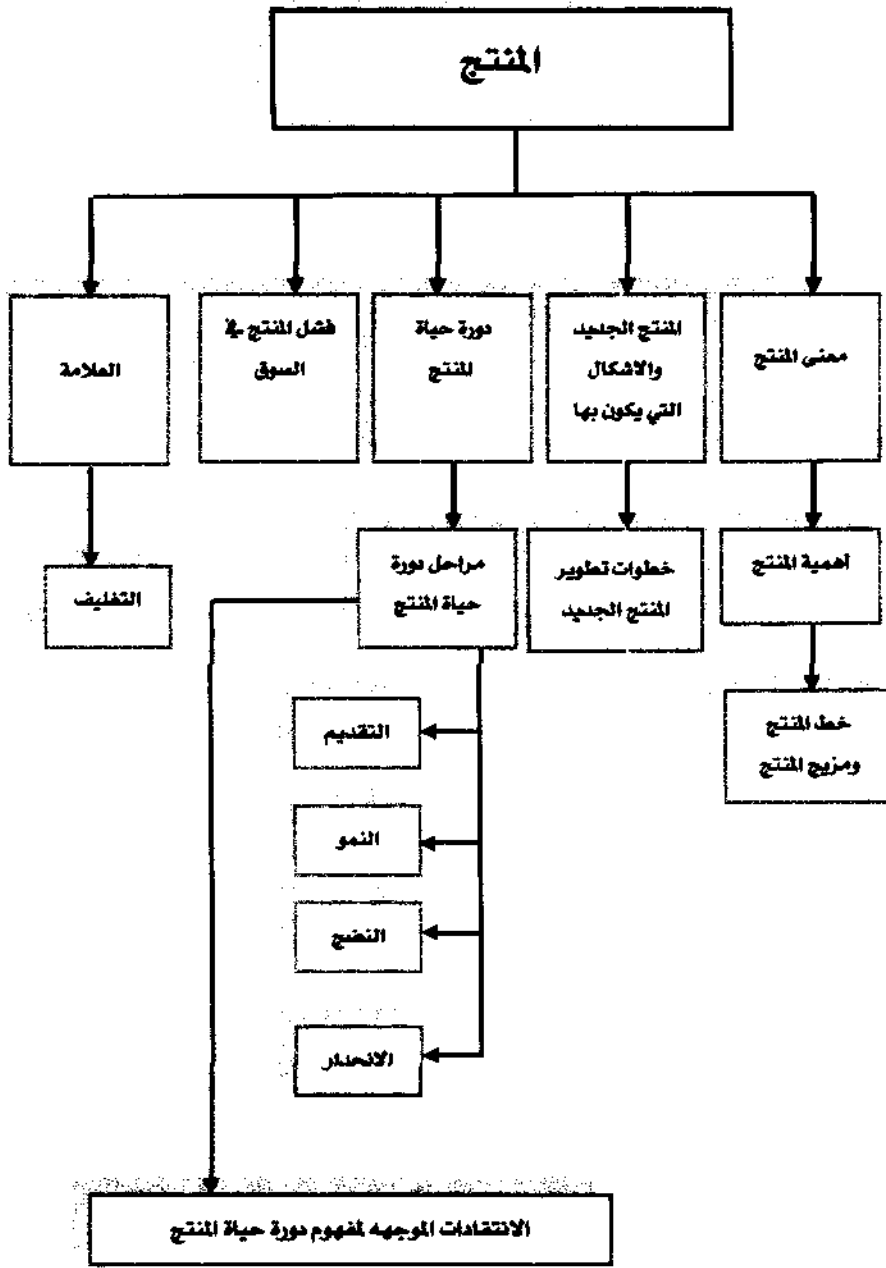 المنتج
معنى المنتج
المنتج الجديد
والاشكال
التي يكون بها
دورة حياة
المنتج
فشل المنتج في
السوق
العلامة
اهمية المنتج
خطوات تطوير
المنتج الجديد
مراحل دورة
حياة المنتج
التغليف
خط المنتج
ومزيج المنتج
التقديم
النمو
النضج
الانحدار
الانتقادات الموجهه لمفهوم دورة حياة المنتج